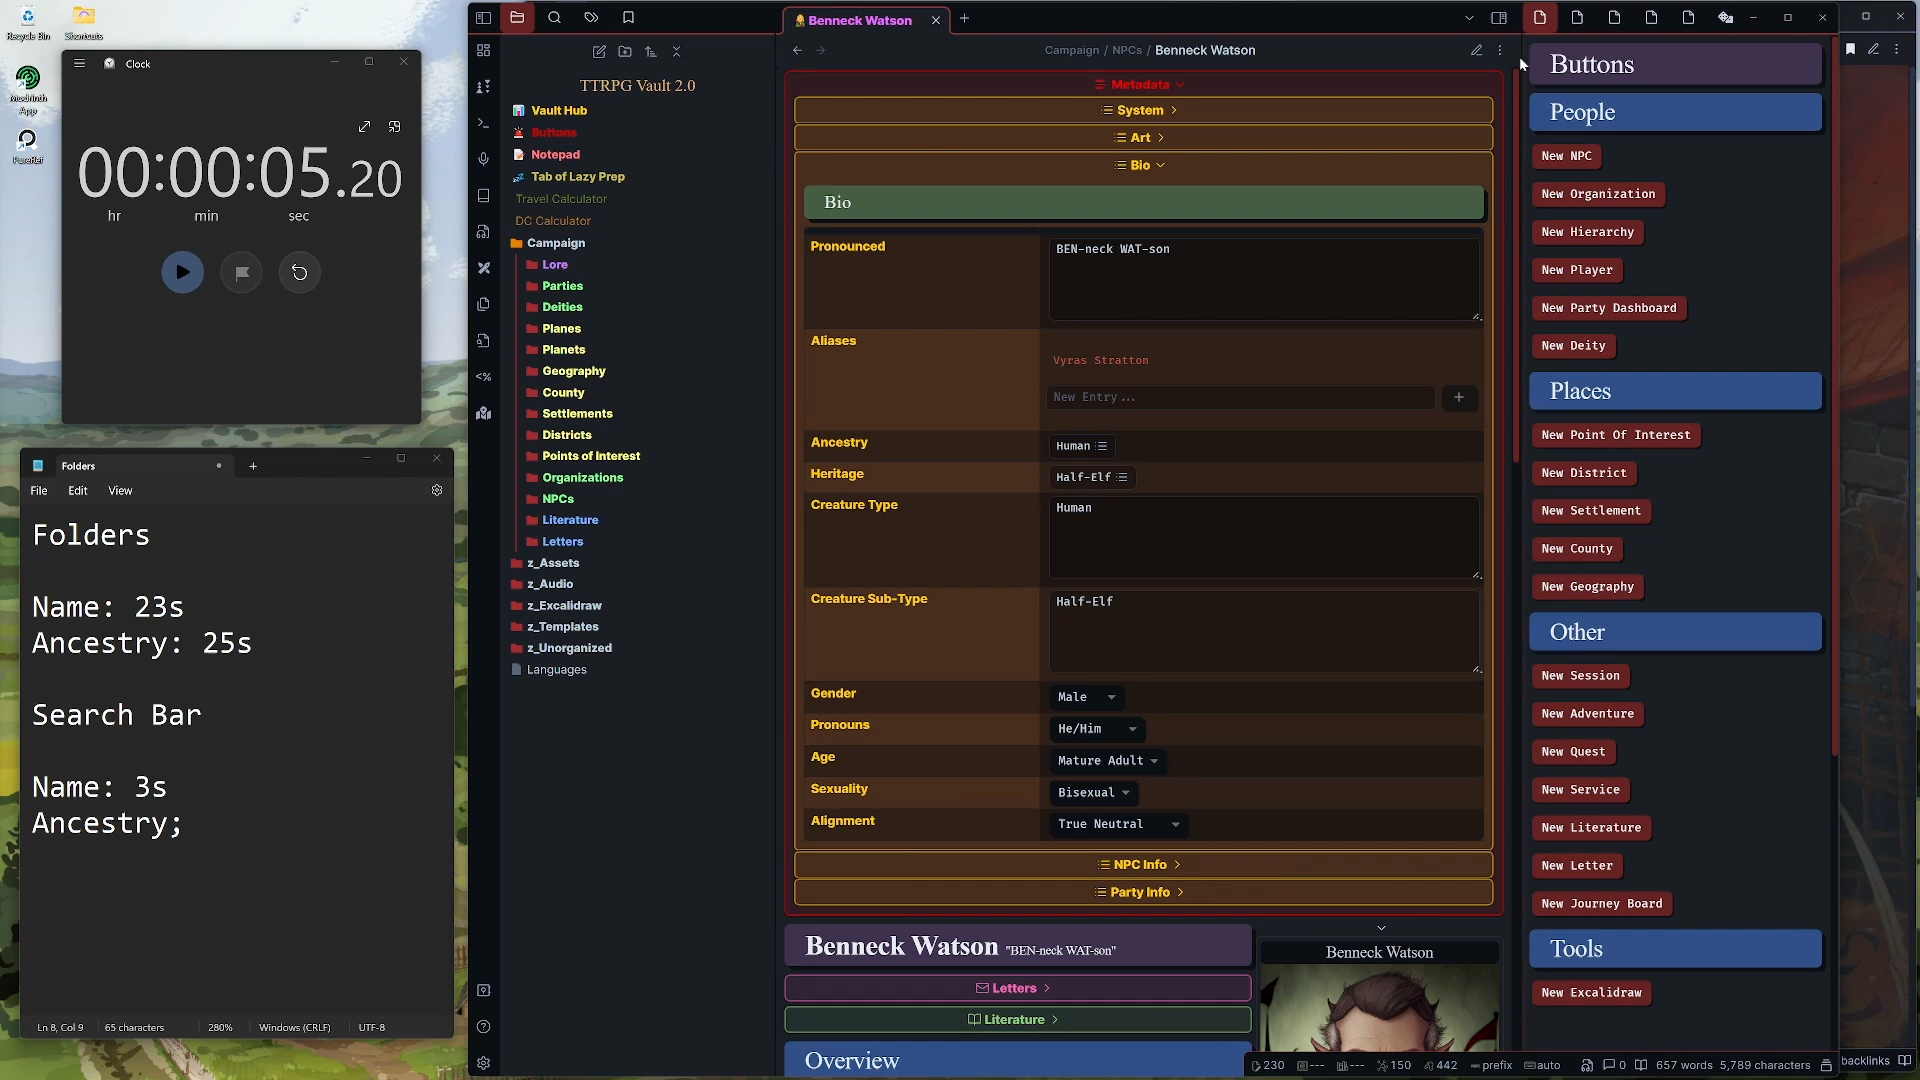 Recycle Bin
Shortcuts
Modrinth App
PureRef
Clock
00:00:05.20
hr min sec
Folders
File Edit View
Folders
Name: 23s
Ancestry: 25s
Search Bar
Name: 3s
Ancestry;
Ln 8, Col 9 65 characters 280% Windows (CRLF) UTF-8
TTRPG Vault 2.0
Vault Hub
Buttons
Notepad
Tab of Lazy Prep
Travel Calculator
DC Calculator
Campaign
Lore
Parties
Deities
Planes
Planets
Geography
County
Settlements
Districts
Points of Interest
Organizations
NPCs
Literature
Letters
z_Assets
z_Audio
z_Excalidraw
z_Templates
z_Unorganized
Languages
Benneck Watson
Campaign / NPCs / Benneck Watson
Metadata
System
Art
Bio
Bio
Pronounced BEN-neck WAT-son
Aliases Vyras Stratton
New Entry... +
Ancestry Human
Heritage Half-Elf
Creature Type Human
Creature Sub-Type Half-Elf
Gender Male
Pronouns He/Him
Age Mature Adult
Sexuality Bisexual
Alignment True Neutral
NPC Info
Party Info
Benneck Watson "BEN-neck WAT-son"
Letters
Literature
Overview
Benneck Watson
Buttons
People
New NPC
New Organization
New Hierarchy
New Player
New Party Dashboard
New Deity
Places
New Point Of Interest
New District
New Settlement
New County
New Geography
Other
New Session
New Adventure
New Quest
New Service
New Literature
New Letter
New Journey Board
Tools
New Excalidraw
230 --- --- 150 442 prefix auto 0 657 words 5,789 characters
backlinks